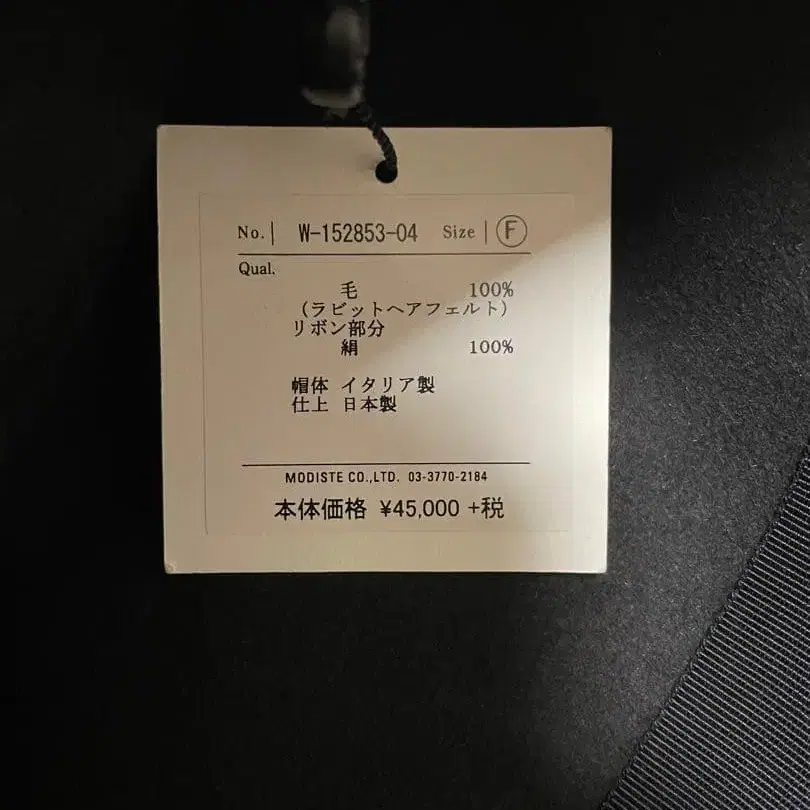 No. W-152853-04 Size F
Qual.
毛 100%
(ラビットヘアフェルト)
リボン部分
絹 100%
帽体 イタリア製
仕上 日本製
MODISTE CO.,LTD. 03-3770-2184
本体価格 ¥45,000 +税